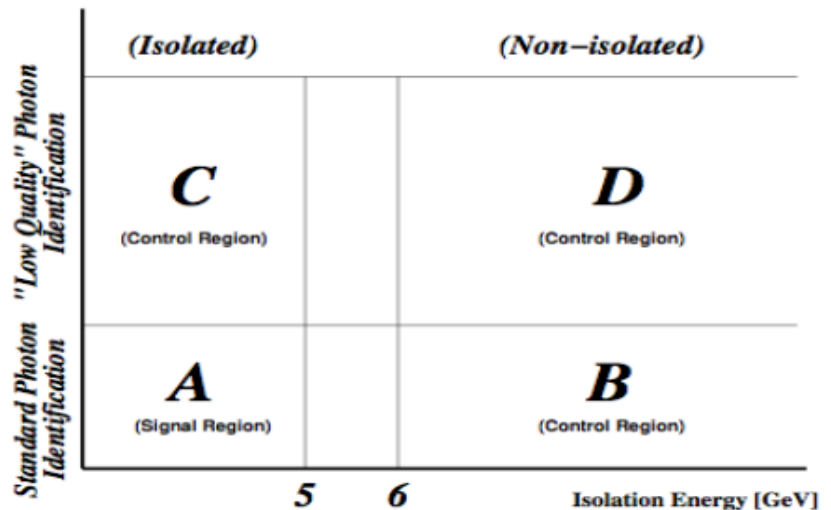 (Isolated)
(Non-isolated)
"Low Quality" Photon
Identification
C
(Control Region)
D
(Control Region)
Standard Photon
Identification
A
(Signal Region)
B
(Control Region)
5
6
Isolation Energy [GeV]